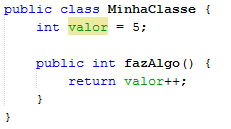 public class MinhaClasse {
    int valor = 5;
    public int fazAlgo() {
        return valor++;
    }
}